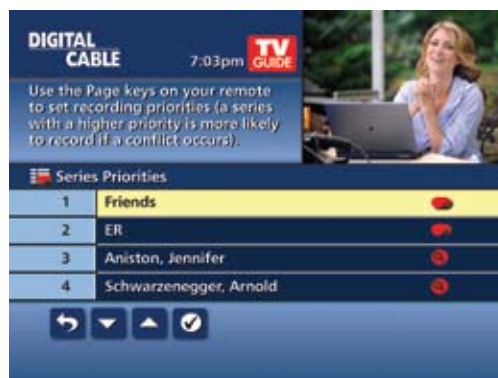 DIGITAL
CABLE
7:03pm
TV
GUIDE
Use the Page keys on your remote
to set recording priorities (a series
with a higher priority is more likely
to record if a conflict occurs).
Series Priorities
1 Friends
2 ER
3 Aniston, Jennifer
4 Schwarzenegger, Arnold